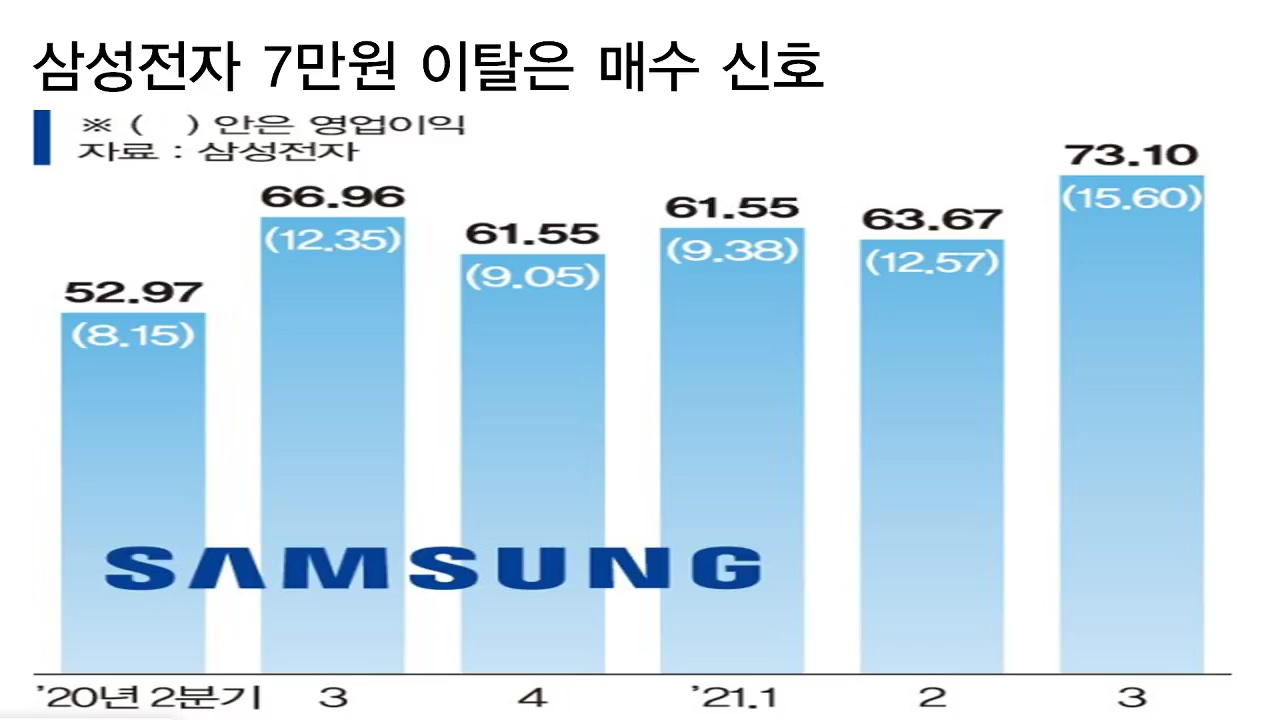 삼성전자 7만원 이탈은 매수 신호
※ ( ) 안은 영업이익
자료 : 삼성전자
52.97
(8.15)
66.96
(12.35)
61.55
(9.05)
61.55
(9.38)
63.67
(12.57)
73.10
(15.60)
SAMSUNG
'20년 2분기 3 4 '21.1 2 3